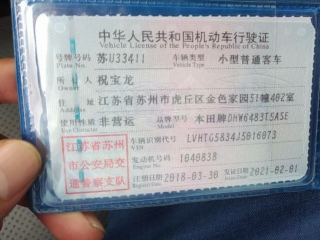 中华人民共和国机动车行驶证
Vehicle License of the People's Republic of China
号牌号码 苏U33411 车辆类型 小型普通客车
Plate No. Vehicle Type
所有人 祝宝龙
Owner
住址 江苏省苏州市虎丘区金色家园51幢402室
Address
使用性质 非营运 品牌型号 本田牌DHW6483T5ASE
Use Character Model
江苏省苏州 车辆识别代号 LVHTG5834J5016073
市公安局交 VIN
通警察支队 发动机号码 1040838
Engine No.
注册日期 2018-03-30 发证日期 2021-02-01
Register Date Issue Date